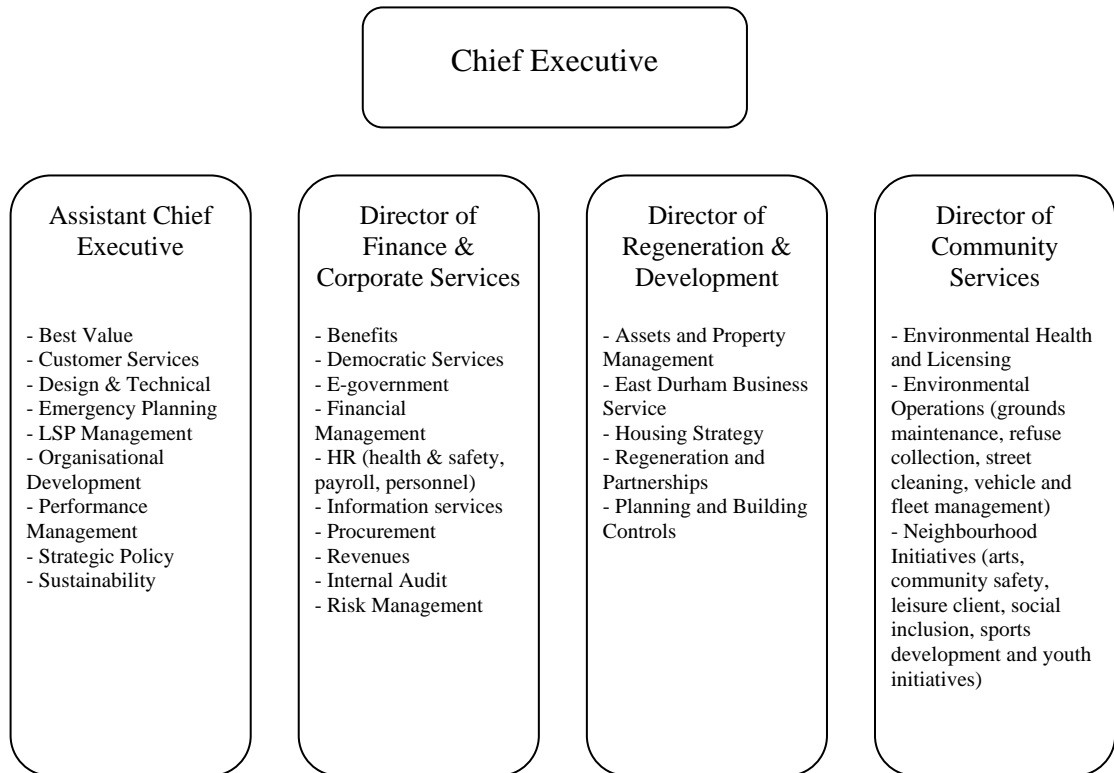 Chief Executive
Assistant Chief
Executive
- Best Value
- Customer Services
- Design & Technical
- Emergency Planning
- LSP Management
- Organisational
Development
- Performance
Management
- Strategic Policy
- Sustainability
Director of
Finance &
Corporate Services
- Benefits
- Democratic Services
- E-government
- Financial
Management
- HR (health & safety,
payroll, personnel)
- Information services
- Procurement
- Revenues
- Internal Audit
- Risk Management
Director of
Regeneration &
Development
- Assets and Property
Management
- East Durham Business
Service
- Housing Strategy
- Regeneration and
Partnerships
- Planning and Building
Controls
Director of
Community
Services
- Environmental Health
and Licensing
- Environmental
Operations (grounds
maintenance, refuse
collection, street
cleaning, vehicle and
fleet management)
- Neighbourhood
Initiatives (arts,
community safety,
leisure client, social
inclusion, sports
development and youth
initiatives)